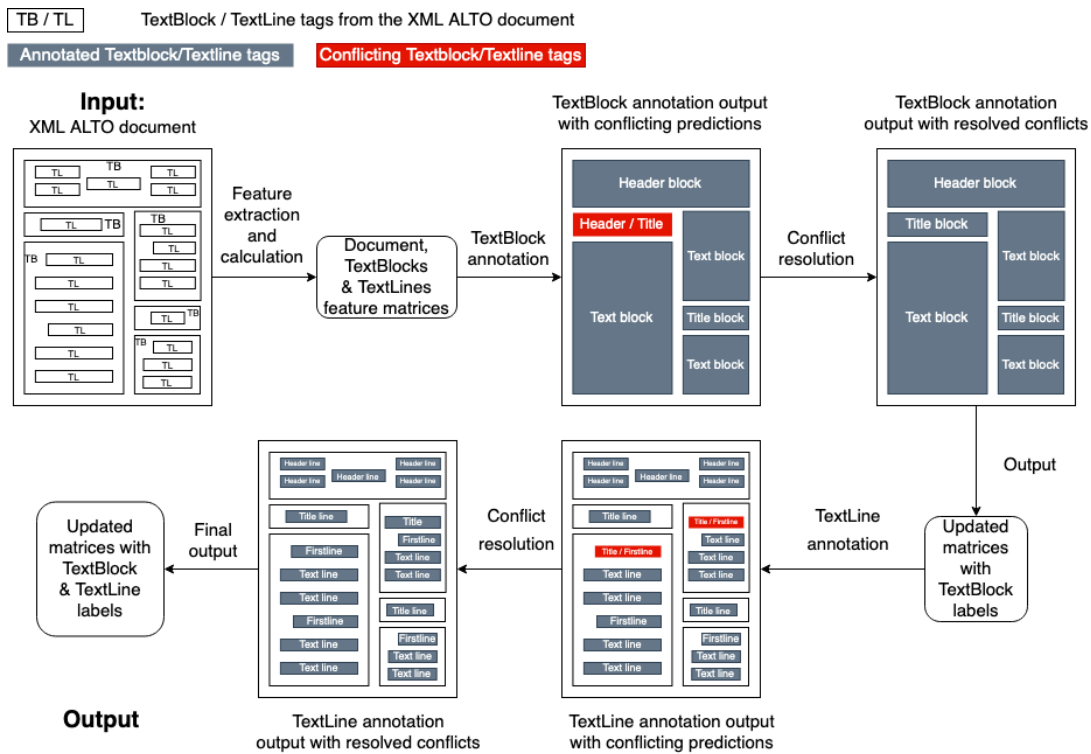 TB / TL
TextBlock / TextLine tags from the XML ALTO document
Annotated Textblock/Textline tags
Conflicting Textblock/Textline tags
Input:
XML ALTO document
TB
TL
TL
TL
TL
TL
TL
TB
TB
TL
TL
TL
TL
TB
TL
TL
TL
TL
TL
TL
TL
TB
TB
TL
TL
TL
Feature
extraction
and
calculation
Document,
TextBlocks
& TextLines
feature matrices
TextBlock
annotation
TextBlock annotation output
with conflicting predictions
Header block
Header / Title
Text block
Text block
Title block
Text block
Conflict
resolution
TextBlock annotation
output with resolved conflicts
Header block
Title block
Text block
Text block
Title block
Text block
Output
Updated
matrices with
TextBlock
labels
TextLine
annotation
Header line
Header line
Header line
Header line
Header line
Title line
Title / Firstline
Text line
Text line
Text line
Title / Firstline
Text line
Text line
Firstline
Text line
Text line
Title line
Firstline
Text line
Text line
TextLine annotation output
with conflicting predictions
Conflict
resolution
Header line
Header line
Header line
Header line
Header line
Title line
Title
Firstline
Text line
Text line
Firstline
Text line
Text line
Firstline
Text line
Text line
Title line
Firstline
Text line
Text line
TextLine annotation
output with resolved conflicts
Final
output
Updated
matrices with
TextBlock
& TextLine
labels
Output